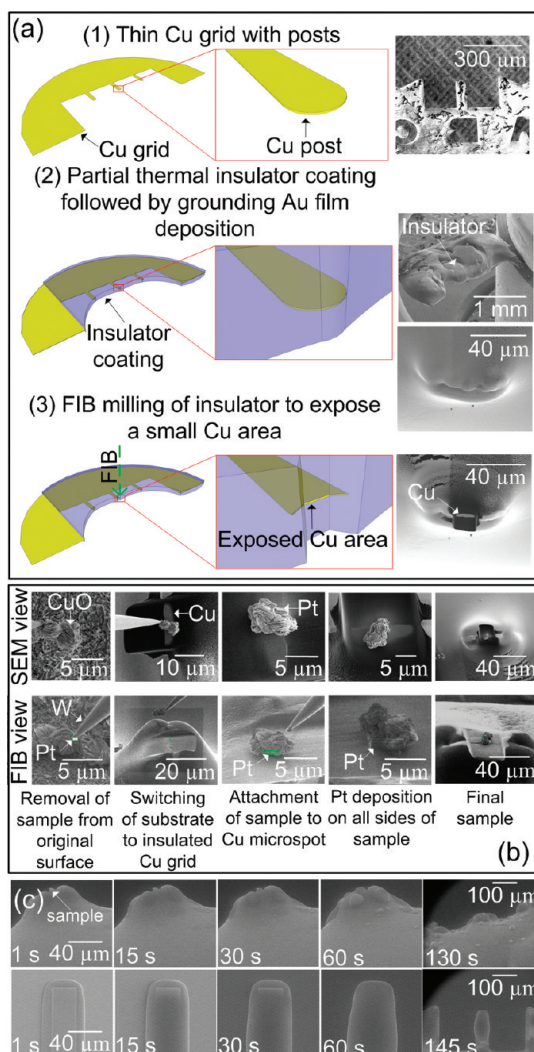 (a)
(1) Thin Cu grid with posts
300 μm
Cu post
Cu grid
(2) Partial thermal insulator coating
followed by grounding Au film
deposition
Insulator
1 mm
Insulator
coating
40 μm
(3) FIB milling of insulator to expose
a small Cu area
FIB
40 μm
Cu
Exposed Cu area
SEM view
CuO
5 μm
Cu
10 μm
Pt
5 μm
5 μm
40 μm
FIB view
W
Pt
5 μm
20 μm
Pt
5 μm
Pt
5 μm
40 μm
Removal of
sample from
original
surface
Switching
of substrate
to insulated
Cu grid
Attachment
of sample to
Cu microspot
Pt deposition
on all sides of
sample
Final
sample
(b)
(c)
sample
1 s 40 μm
15 s
30 s
60 s
100 μm
130 s
1 s 40 μm
15 s
30 s
60 s
100 μm
145 s